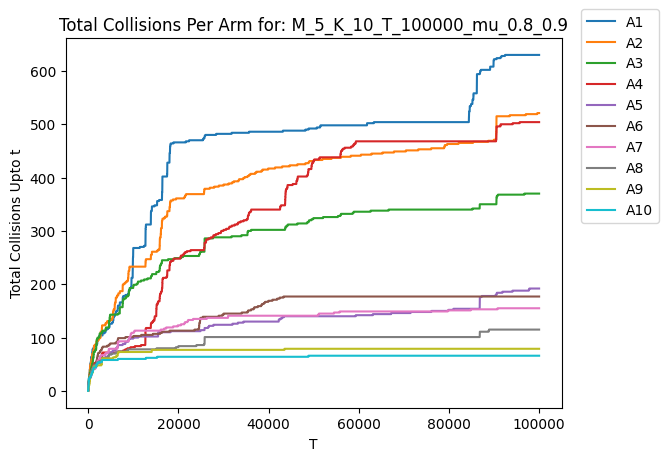 Total Collisions Per Arm for: M_5_K_10_T_100000_mu_0.8_0.9
Total Collisions Upto t
600
500
400
300
200
100
0
0 20000 40000 60000 80000 100000
T
A1
A2
A3
A4
A5
A6
A7
A8
A9
A10